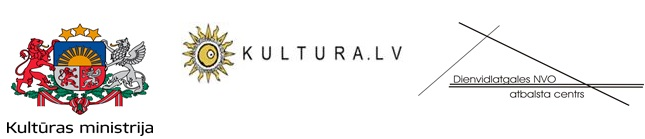 Kultūras ministrija
KULTURA.LV
Dienvidlatgales NVO
atbalsta centrs